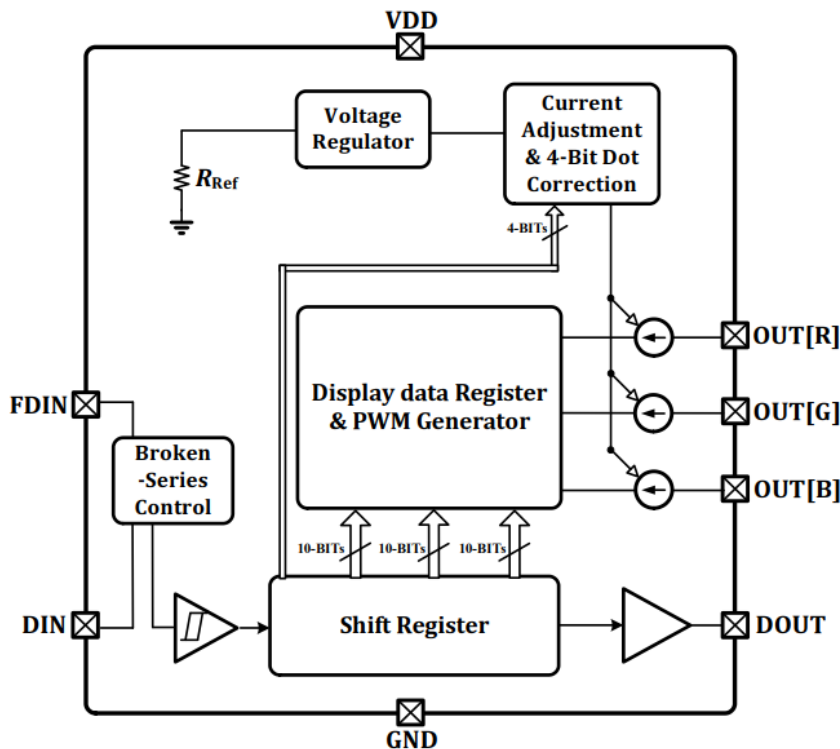 VDD
Voltage
Regulator
Current
Adjustment
& 4-Bit Dot
Correction
RRef
4-BITs
OUT[R]
FDIN
Display data Register
& PWM Generator
OUT[G]
Broken
-Series
Control
OUT[B]
10-BITs
10-BITs
10-BITs
DIN
Shift Register
DOUT
GND